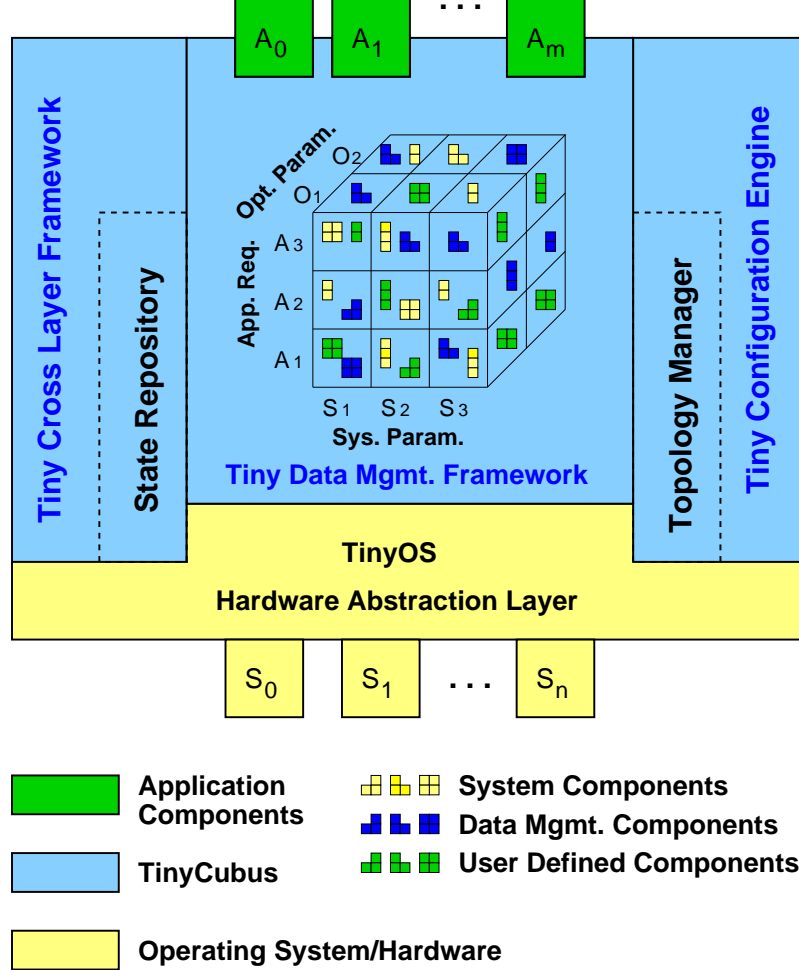 . . .
A0 A1 Am
Tiny Cross Layer Framework
State Repository
Opt. Param.
O2
O1
App. Req.
A3
A2
A1
S1 S2 S3
Sys. Param.
Tiny Data Mgmt. Framework
Topology Manager
Tiny Configuration Engine
TinyOS
Hardware Abstraction Layer
S0 S1 . . . Sn
Application
Components
TinyCubus
Operating System/Hardware
System Components
Data Mgmt. Components
User Defined Components